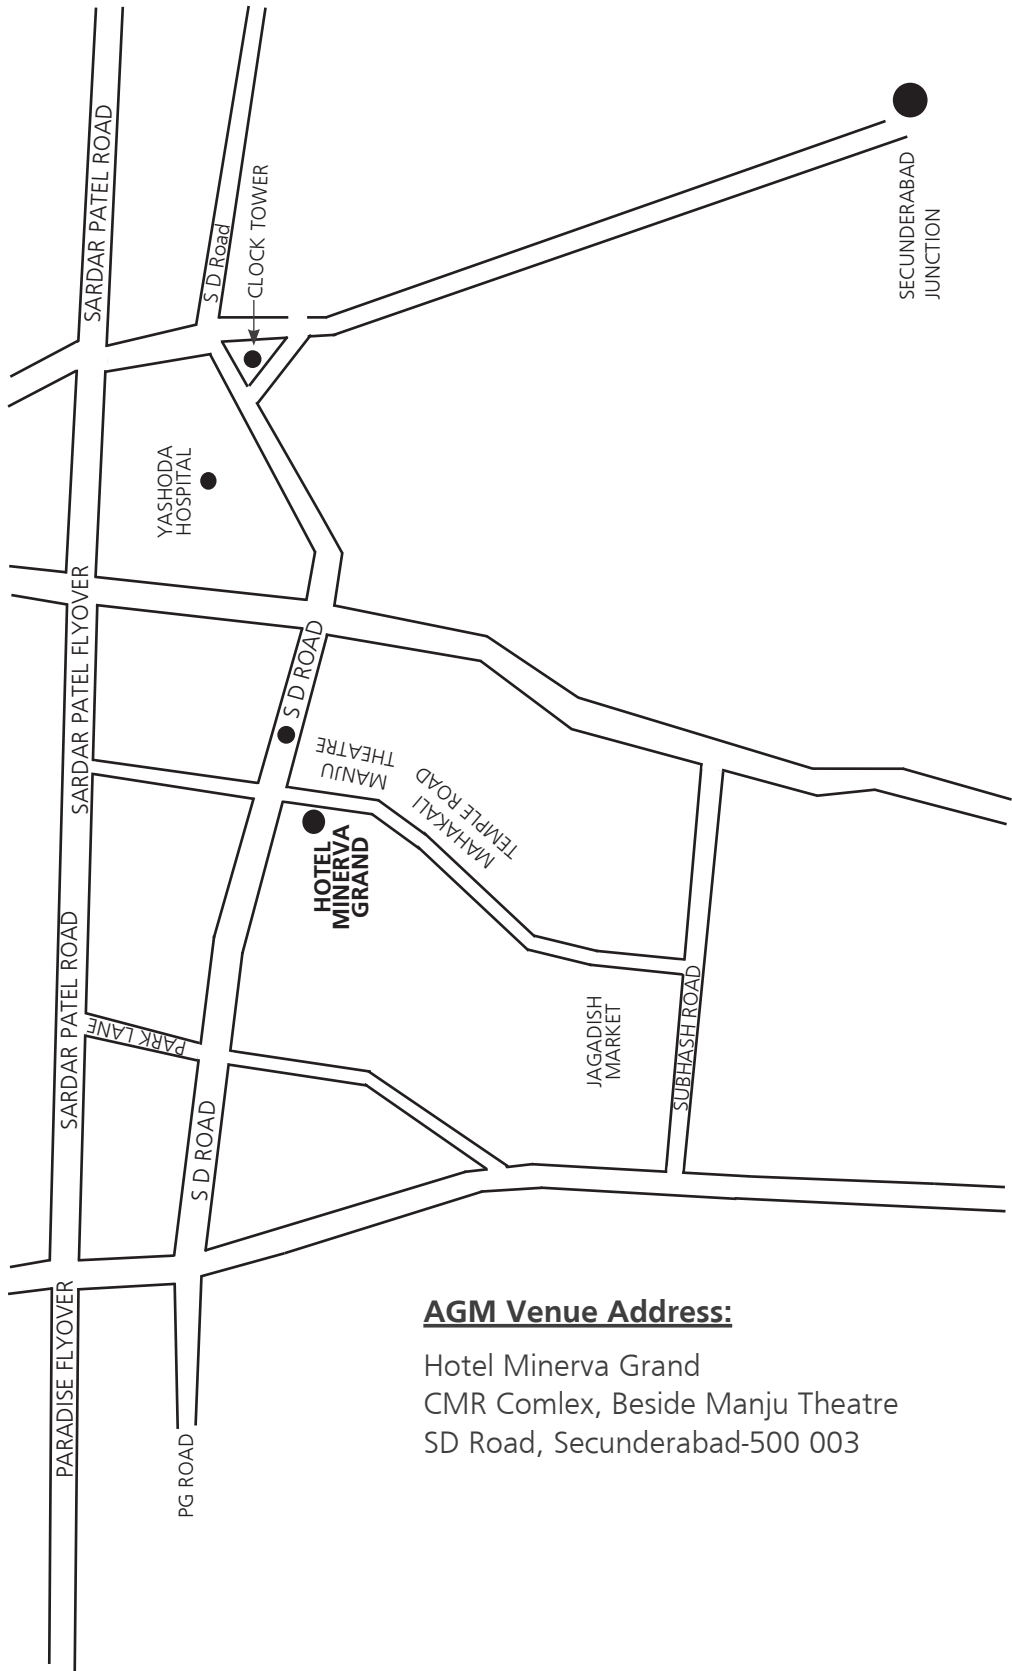 SARDAR PATEL ROAD
S D Road
CLOCK TOWER
SECUNDERABAD
JUNCTION
YASHODA
HOSPITAL
SARDAR PATEL FLYOVER
S D ROAD
MANJU
THEATRE
MAHAKALI
TEMPLE ROAD
HOTEL
MINERVA
GRAND
SARDAR PATEL ROAD
PARK LANE
JAGADISH
MARKET
SUBHASH ROAD
S D ROAD
PARADISE FLYOVER
PG ROAD
AGM Venue Address:
Hotel Minerva Grand
CMR Comlex, Beside Manju Theatre
SD Road, Secunderabad-500 003